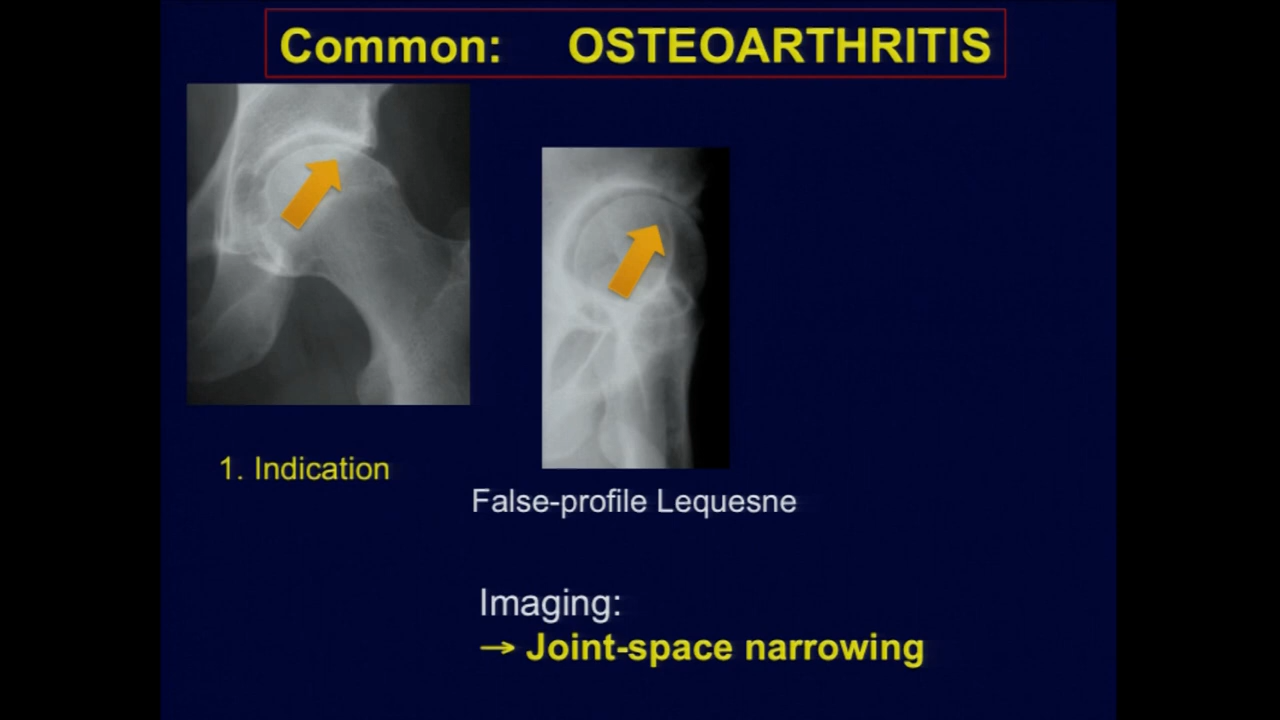 Common: OSTEOARTHRITIS
1. Indication
False-profile Lequesne
Imaging:
→ Joint-space narrowing